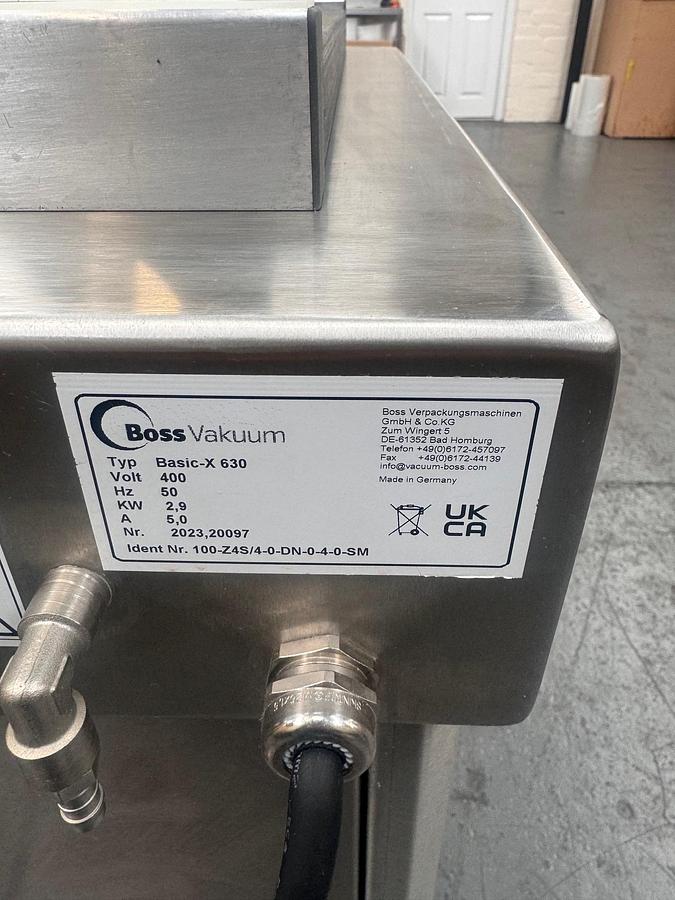 Boss Vakuum
Typ Basic-X 630
Volt 400
Hz 50
KW 2,9
A 5,0
Nr. 2023,20097
Ident Nr. 100-Z4S/4-0-DN-0-4-0-SM
Boss Verpackungsmaschinen
GmbH & Co.KG
Zum Wingert 5
DE-61352 Bad Homburg
Telefon +49(0)6172-457097
Fax +49(0)6172-44139
info@vacuum-boss.com
Made in Germany
UK
CA